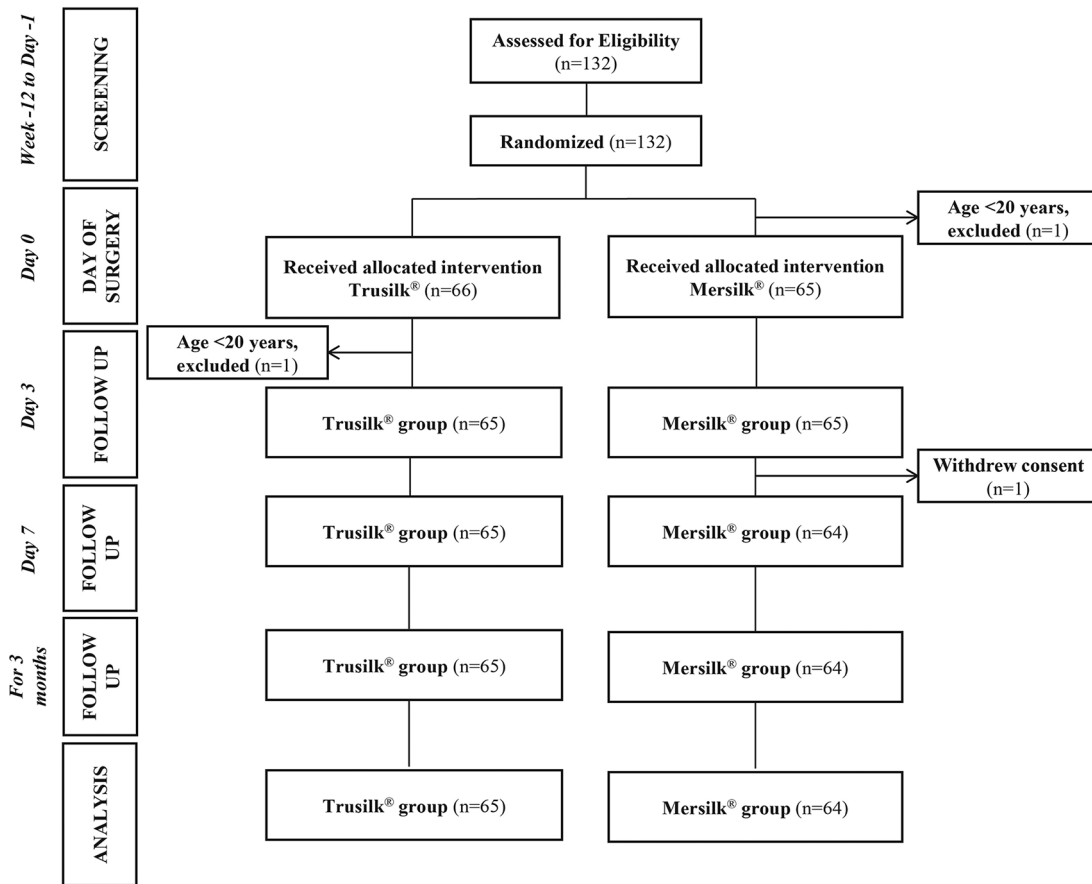 Week -12 to Day -1
SCREENING
Assessed for Eligibility
(n=132)
Randomized (n=132)
Day 0
DAY OF
SURGERY
Age <20 years,
excluded (n=1)
Received allocated intervention
Trusilk® (n=66)
Received allocated intervention
Mersilk® (n=65)
Age <20 years,
excluded (n=1)
Day 3
FOLLOW UP
Trusilk® group (n=65)
Mersilk® group (n=65)
Withdrew consent
(n=1)
Day 7
FOLLOW
UP
Trusilk® group (n=65)
Mersilk® group (n=64)
For 3
months
FOLLOW
UP
Trusilk® group (n=65)
Mersilk® group (n=64)
ANALYSIS
Trusilk® group (n=65)
Mersilk® group (n=64)